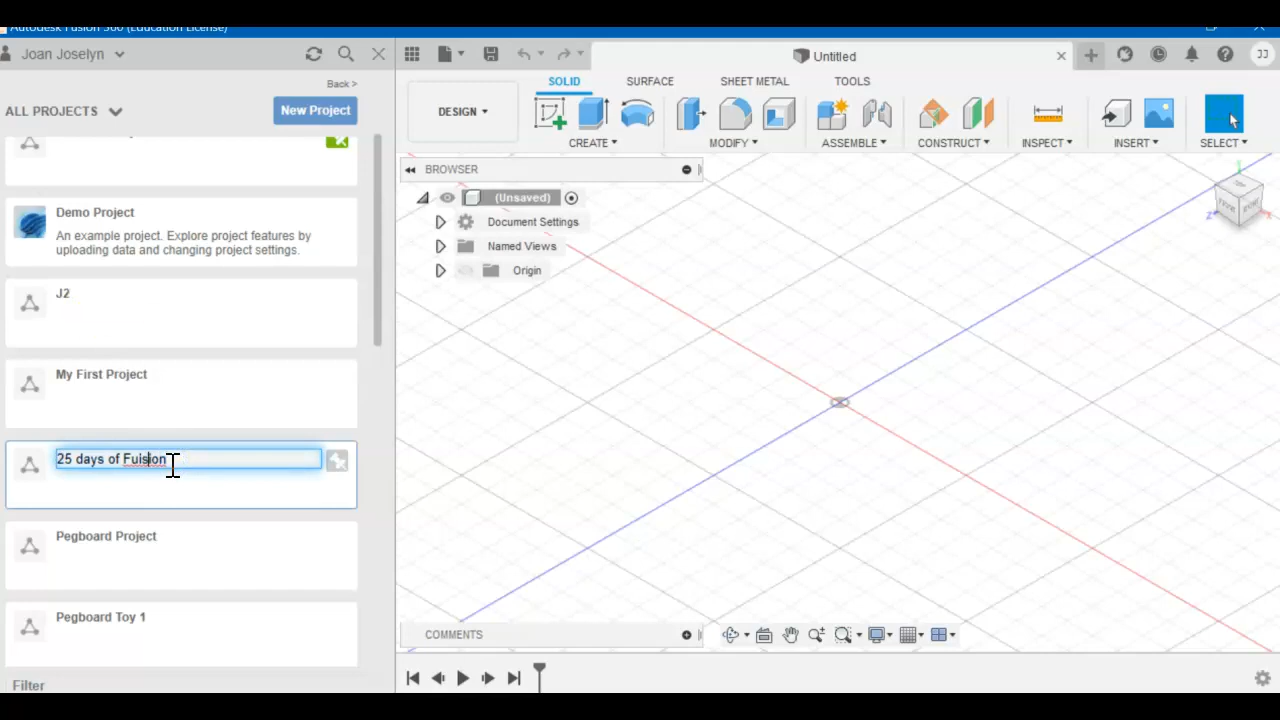 Autodesk Fusion 360 (Education License)
Joan Joselyn
Untitled
JJ
Back >
ALL PROJECTS
New Project
SOLID
SURFACE
SHEET METAL
TOOLS
DESIGN
CREATE
MODIFY
ASSEMBLE
CONSTRUCT
INSPECT
INSERT
SELECT
BROWSER
(Unsaved)
Document Settings
Named Views
Origin
Demo Project
An example project. Explore project features by
uploading data and changing project settings.
J2
My First Project
25 days of Fuision
Pegboard Project
Pegboard Toy 1
Filter
COMMENTS